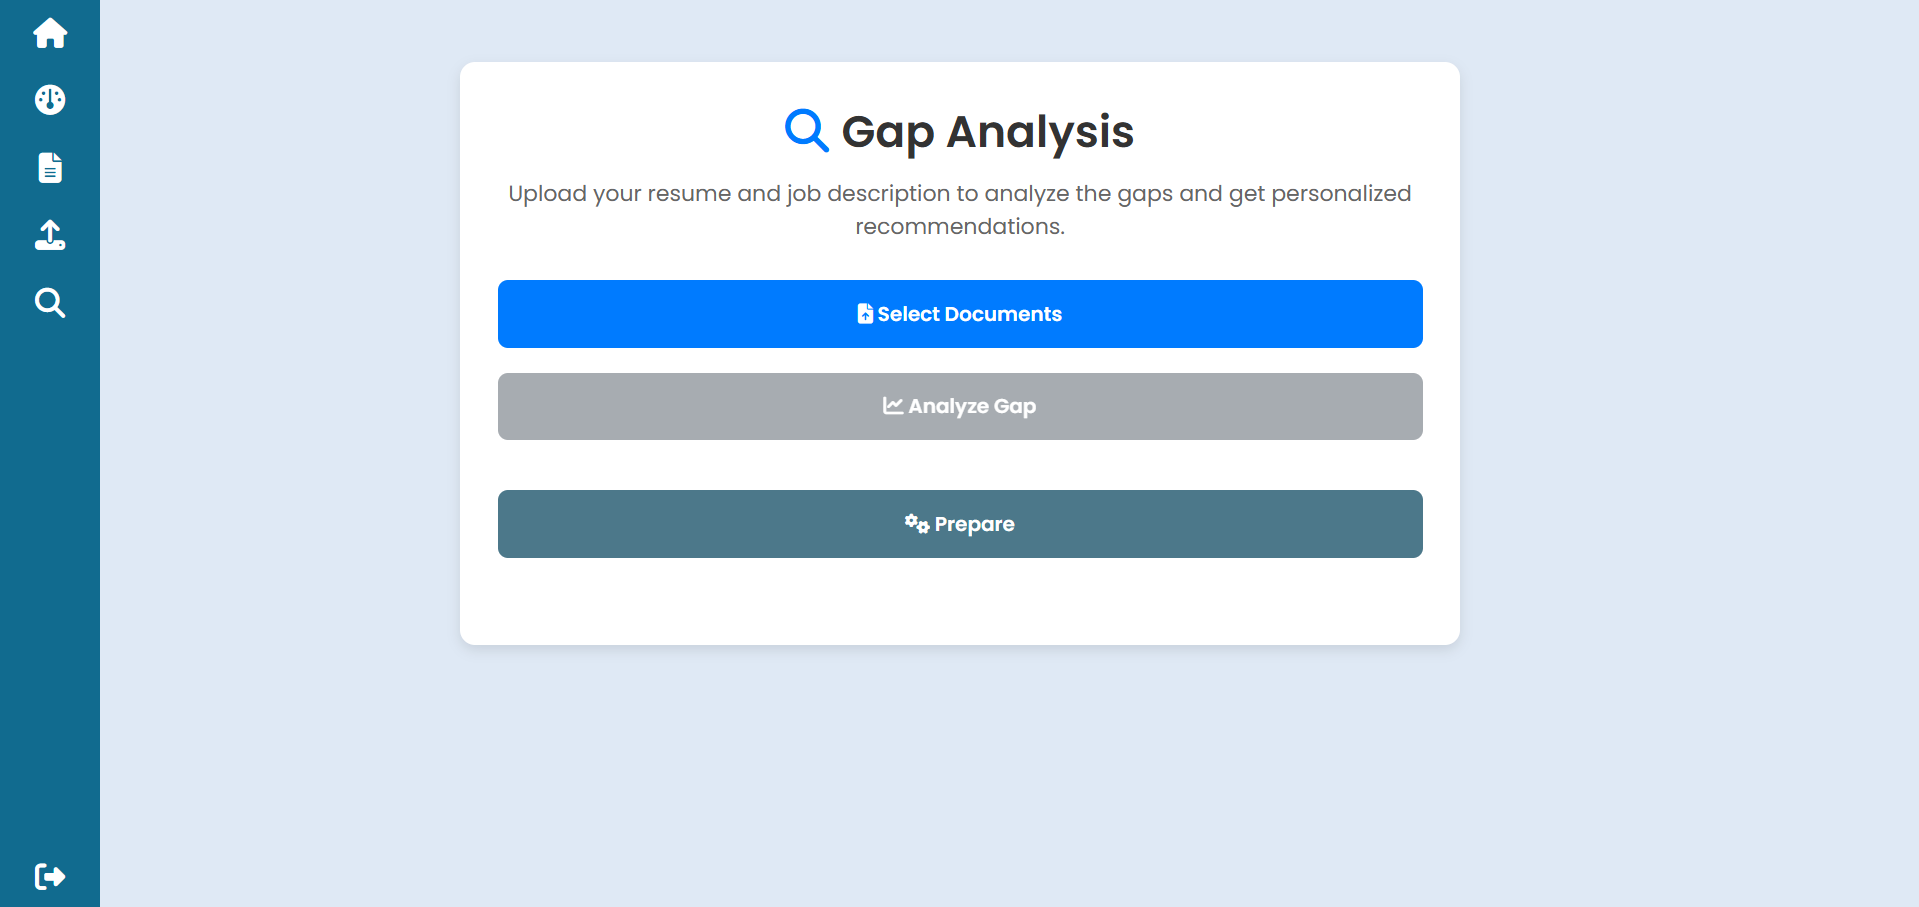 Gap Analysis
Upload your resume and job description to analyze the gaps and get personalized
recommendations.
Select Documents
Analyze Gap
Prepare